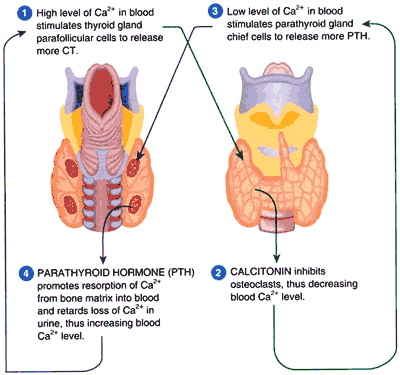 1 High level of Ca²⁺ in blood
stimulates thyroid gland
parafollicular cells to release
more CT.
3 Low level of Ca²⁺ in blood
stimulates parathyroid gland
chief cells to release more PTH.
4 PARATHYROID HORMONE (PTH)
promotes resorption of Ca²⁺
from bone matrix into blood
and retards loss of Ca²⁺ in
urine, thus increasing blood
Ca²⁺ level.
2 CALCITONIN inhibits
osteoclasts, thus decreasing
blood Ca²⁺ level.